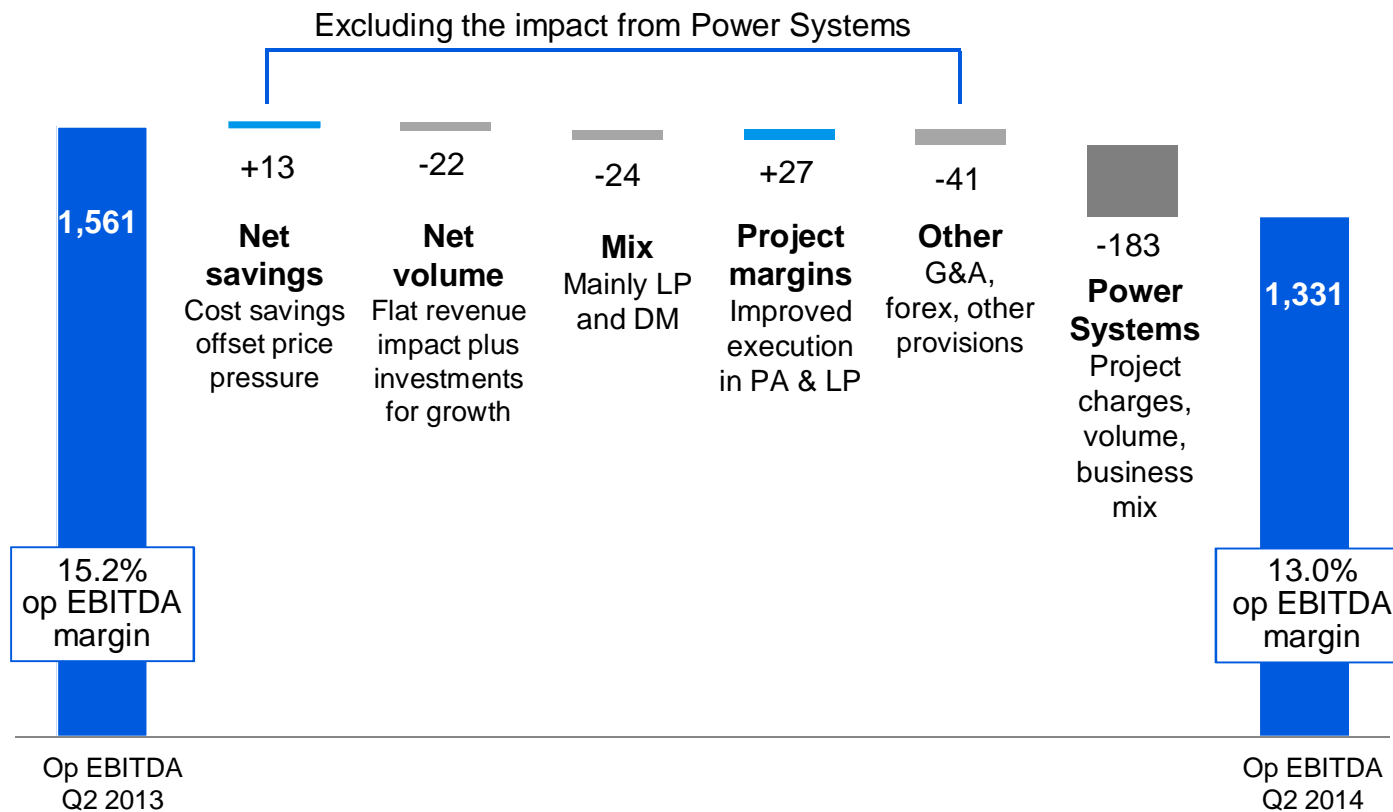 Excluding the impact from Power Systems
1,561
15.2%
op EBITDA
margin
Op EBITDA
Q2 2013
+13
Net
savings
Cost savings
offset price
pressure
-22
Net
volume
Flat revenue
impact plus
investments
for growth
-24
Mix
Mainly LP
and DM
+27
Project
margins
Improved
execution
in PA & LP
-41
Other
G&A,
forex, other
provisions
-183
Power
Systems
Project
charges,
volume,
business
mix
1,331
13.0%
op EBITDA
margin
Op EBITDA
Q2 2014